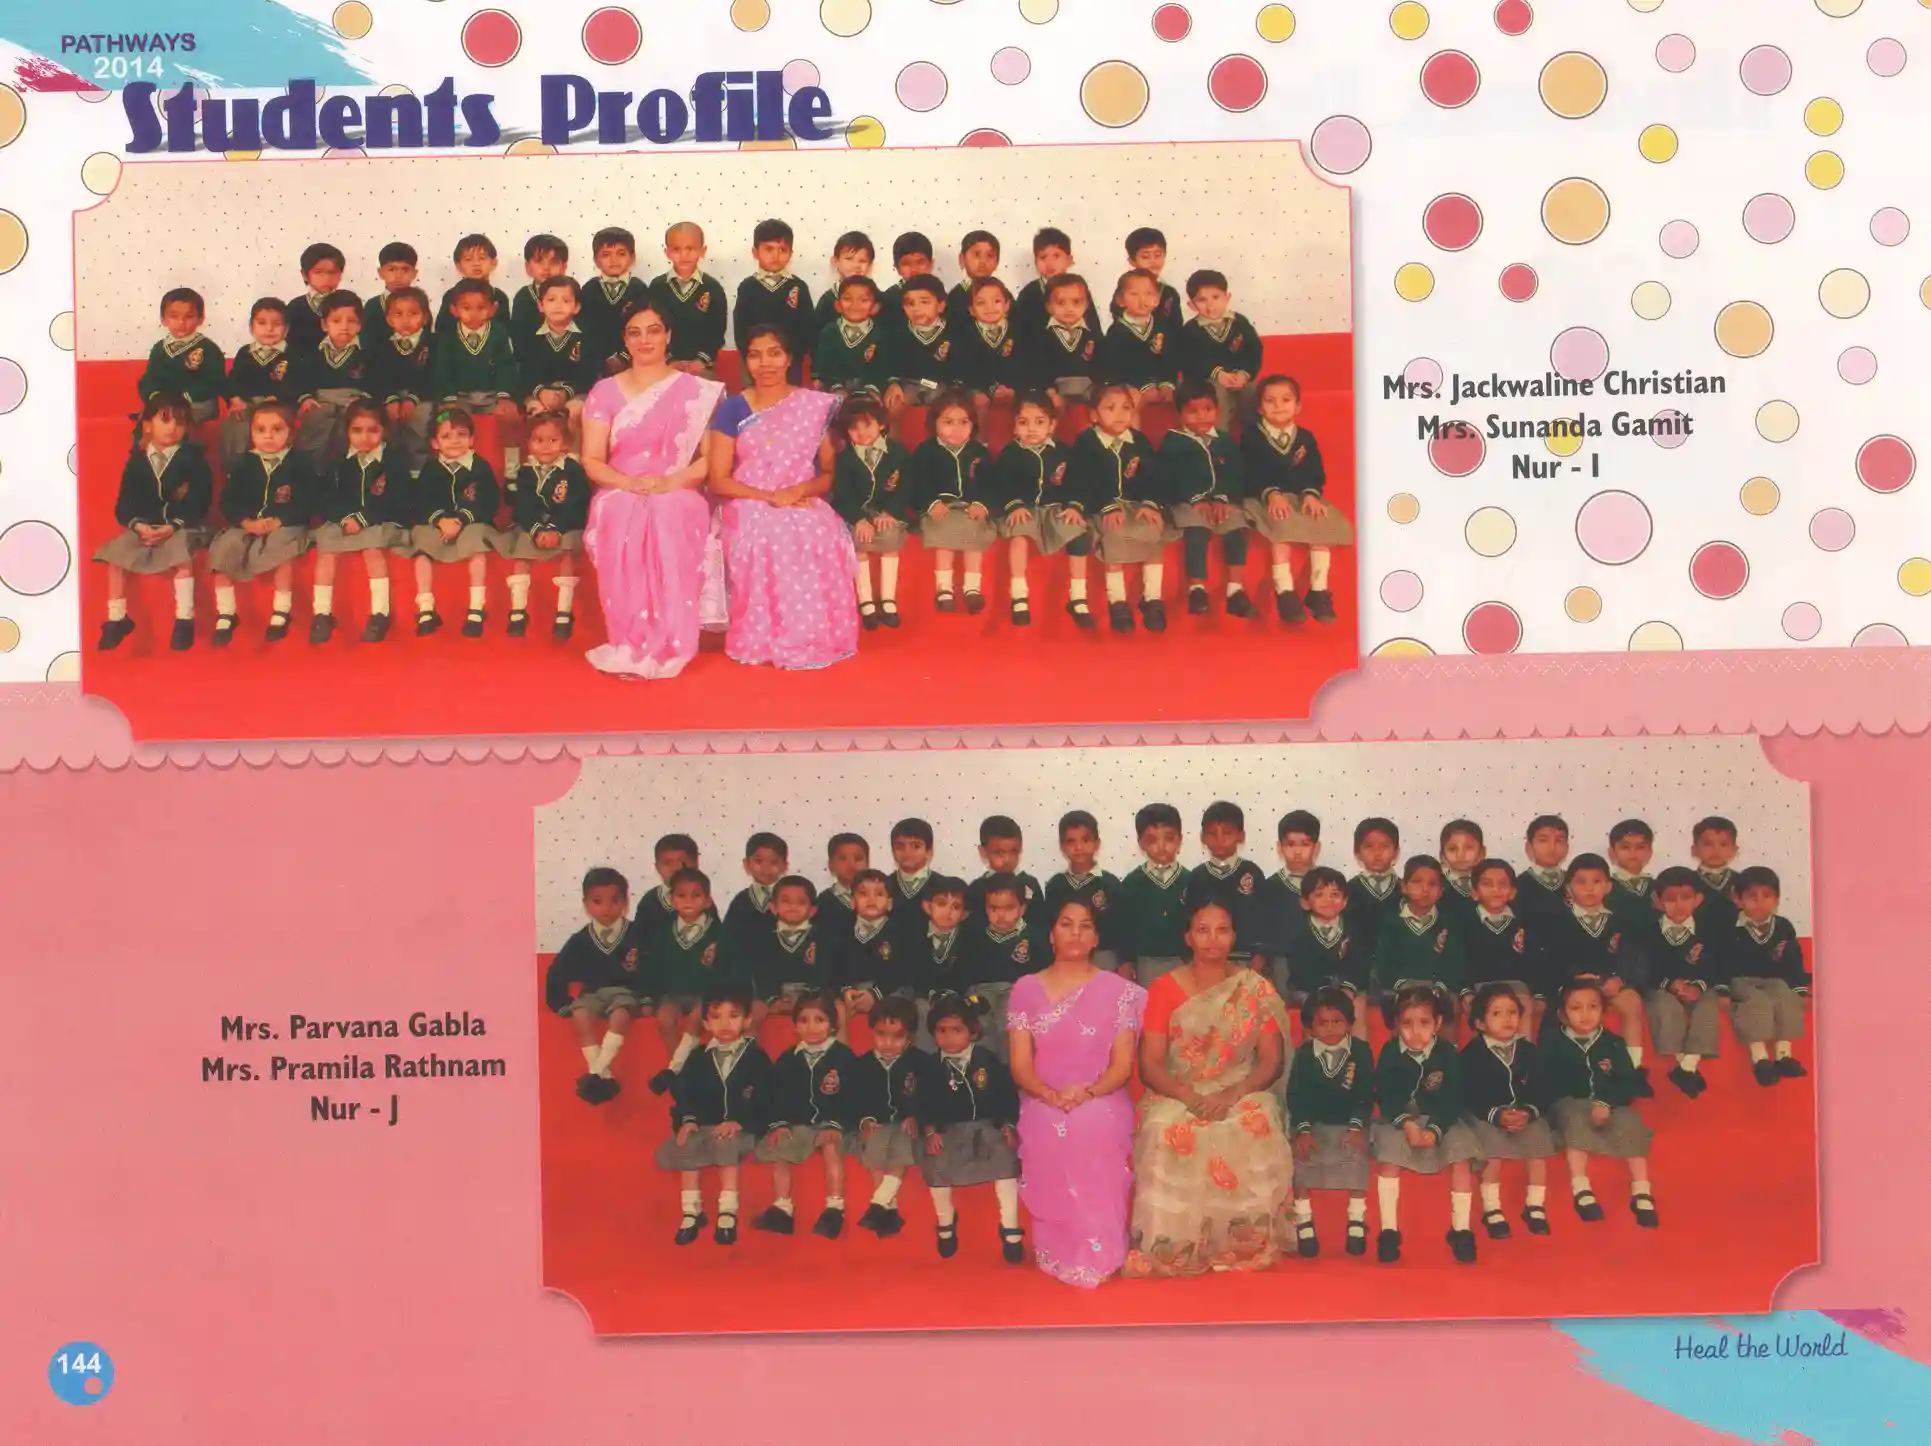 PATHWAYS
2014
Students Profile
Mrs. Jackwaline Christian
Mrs. Sunanda Gamit
Nur - I
Mrs. Parvana Gabla
Mrs. Pramila Rathnam
Nur - J
144
Heal the World